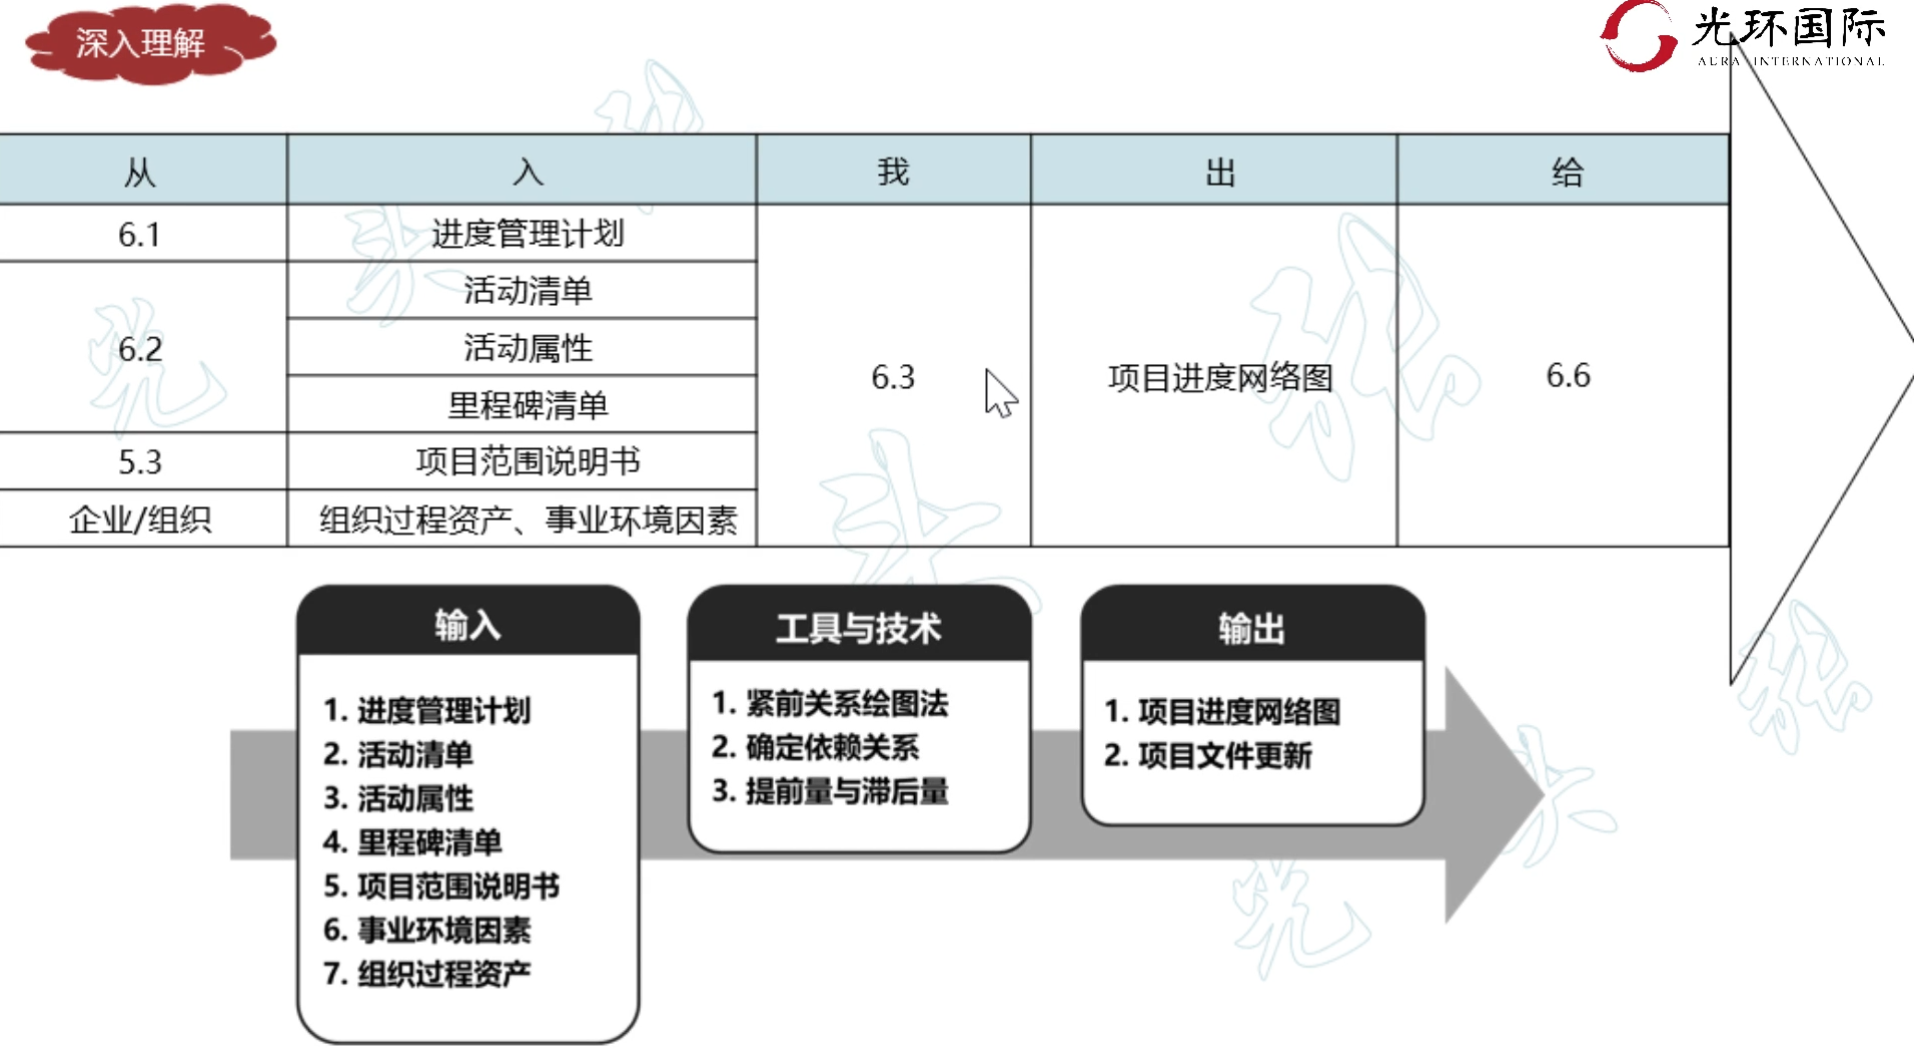 深入理解
光环国际
AURA INTERNATIONAL
从 入 我 出 给
6.1 进度管理计划
6.2 活动清单
活动属性
里程碑清单
6.3 项目进度网络图 6.6
5.3 项目范围说明书
企业/组织 组织过程资产、事业环境因素
输入
1. 进度管理计划
2. 活动清单
3. 活动属性
4. 里程碑清单
5. 项目范围说明书
6. 事业环境因素
7. 组织过程资产
工具与技术
1. 紧前关系绘图法
2. 确定依赖关系
3. 提前量与滞后量
输出
1. 项目进度网络图
2. 项目文件更新